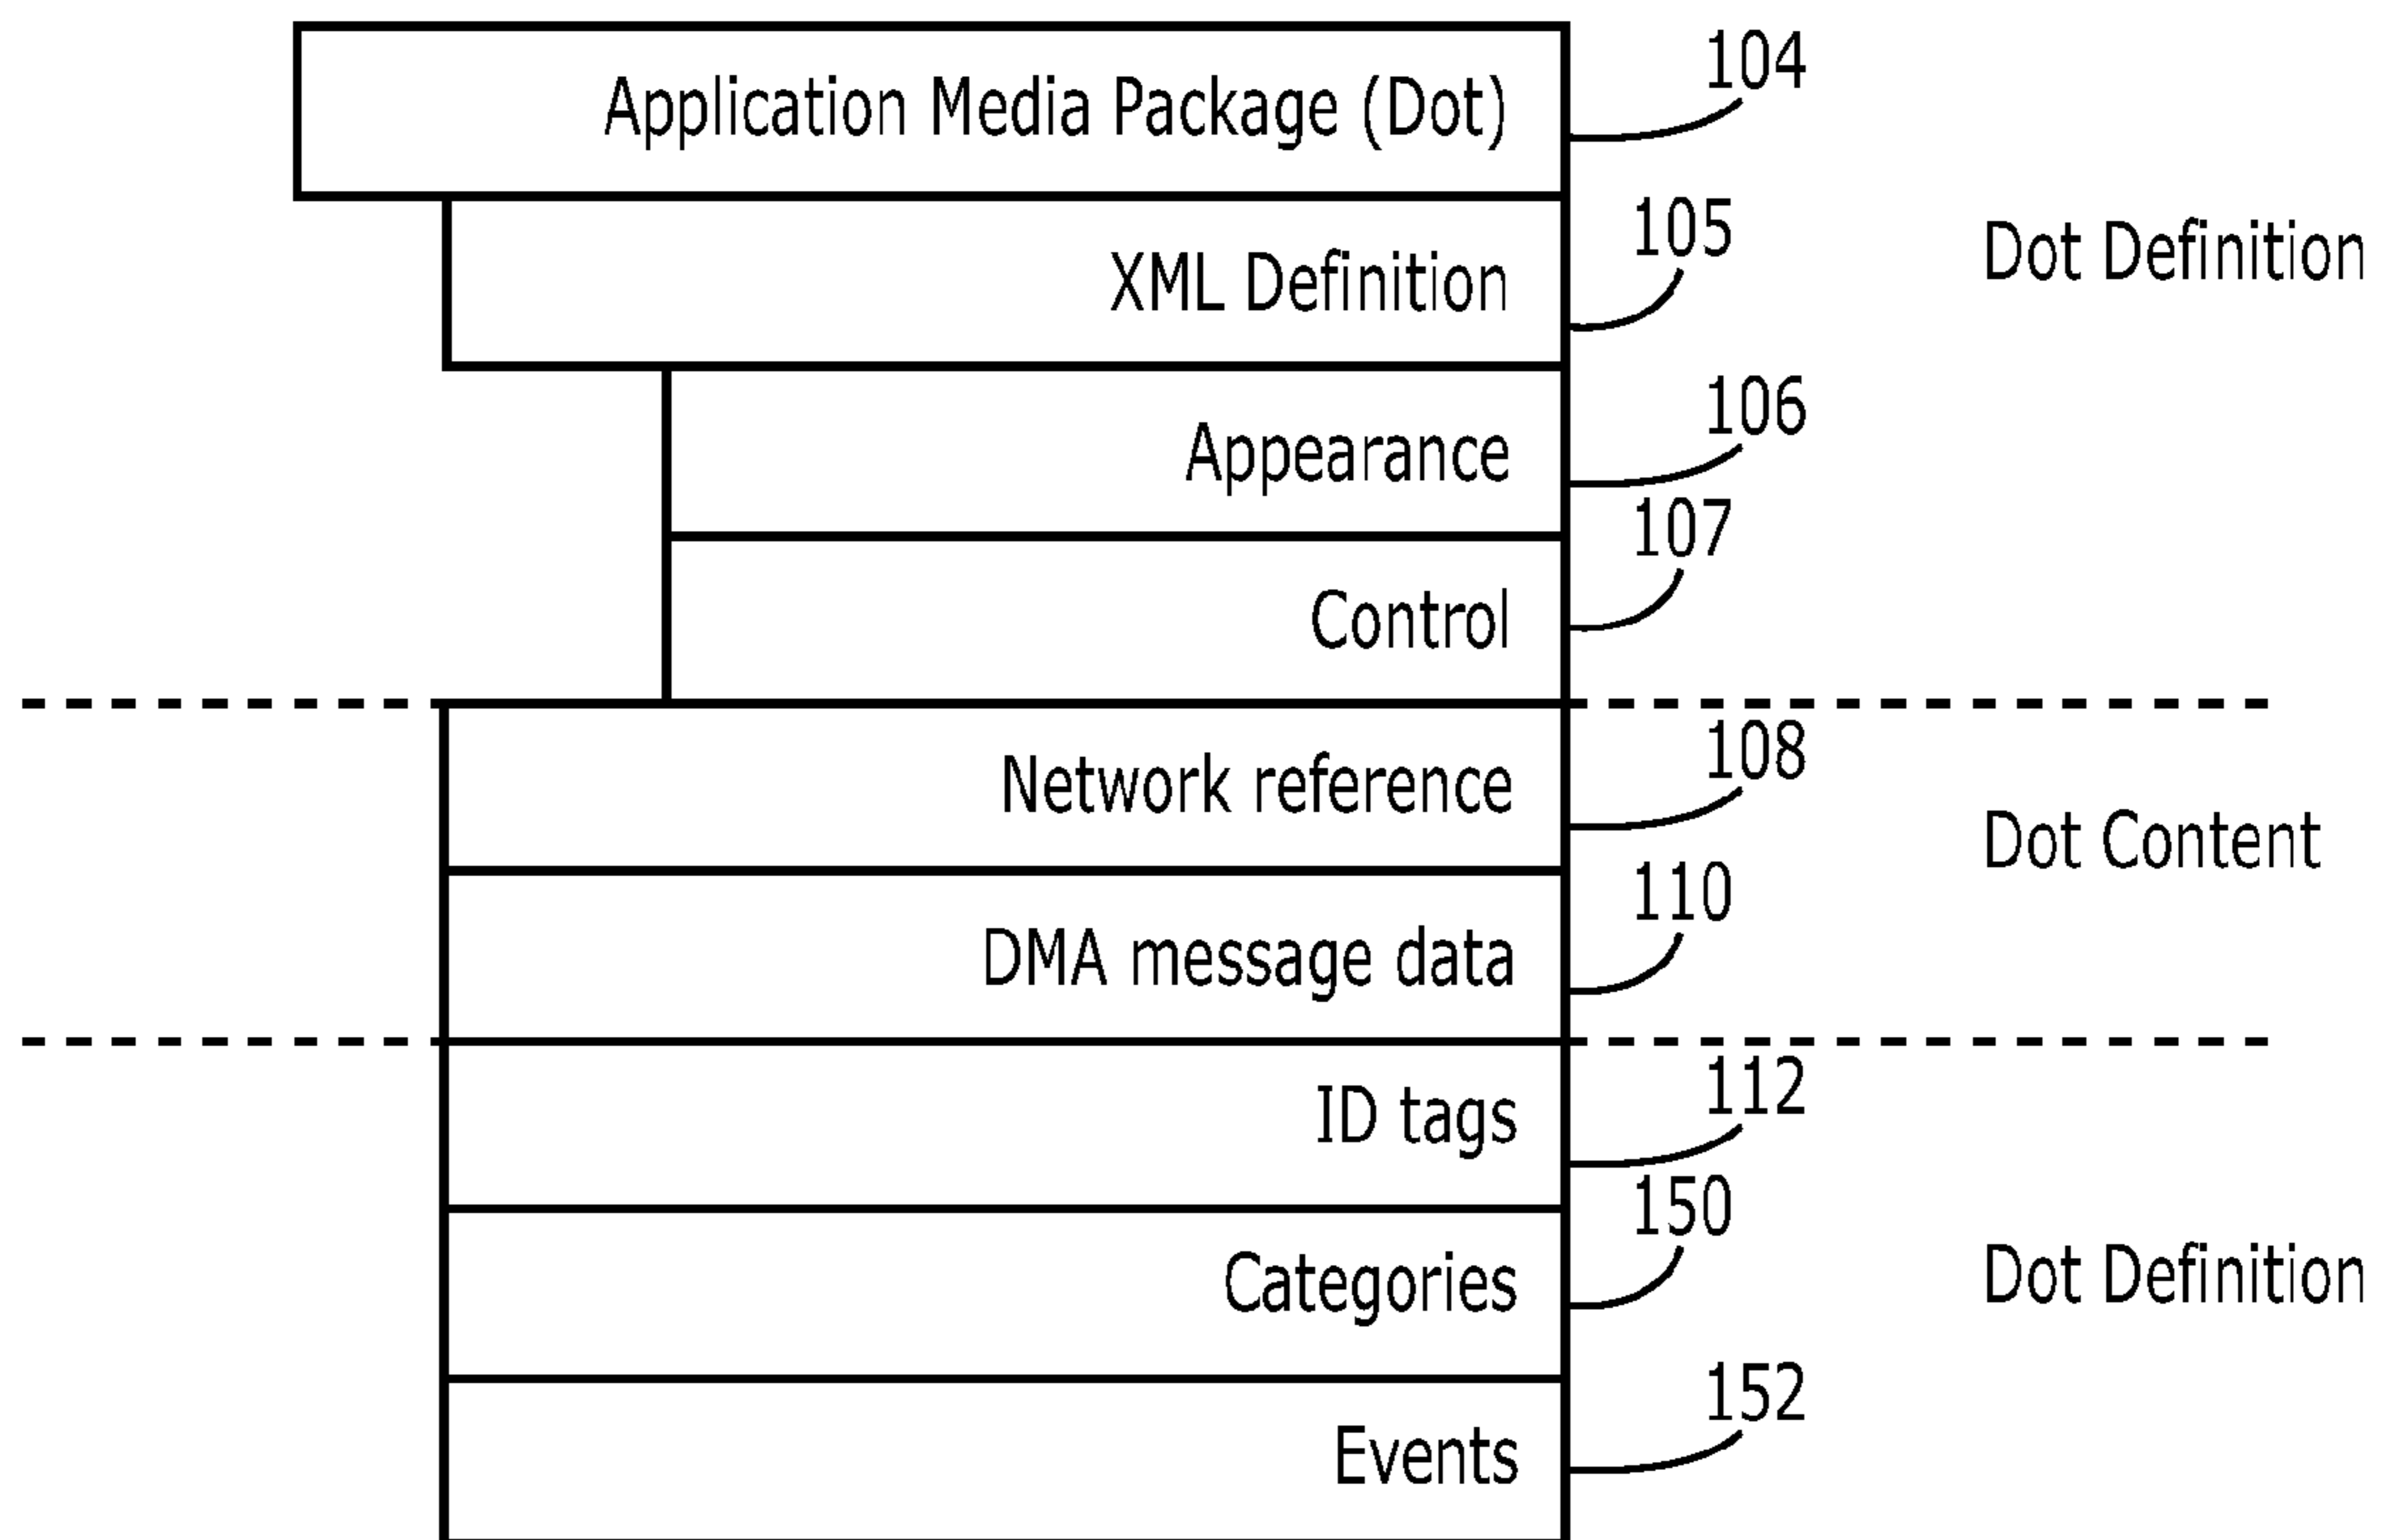 Application Media Package (Dot)
104
XML Definition
105
Dot Definition
Appearance
106
Control
107
Network reference
108
Dot Content
DMA message data
110
ID tags
112
Categories
150
Dot Definition
Events
152